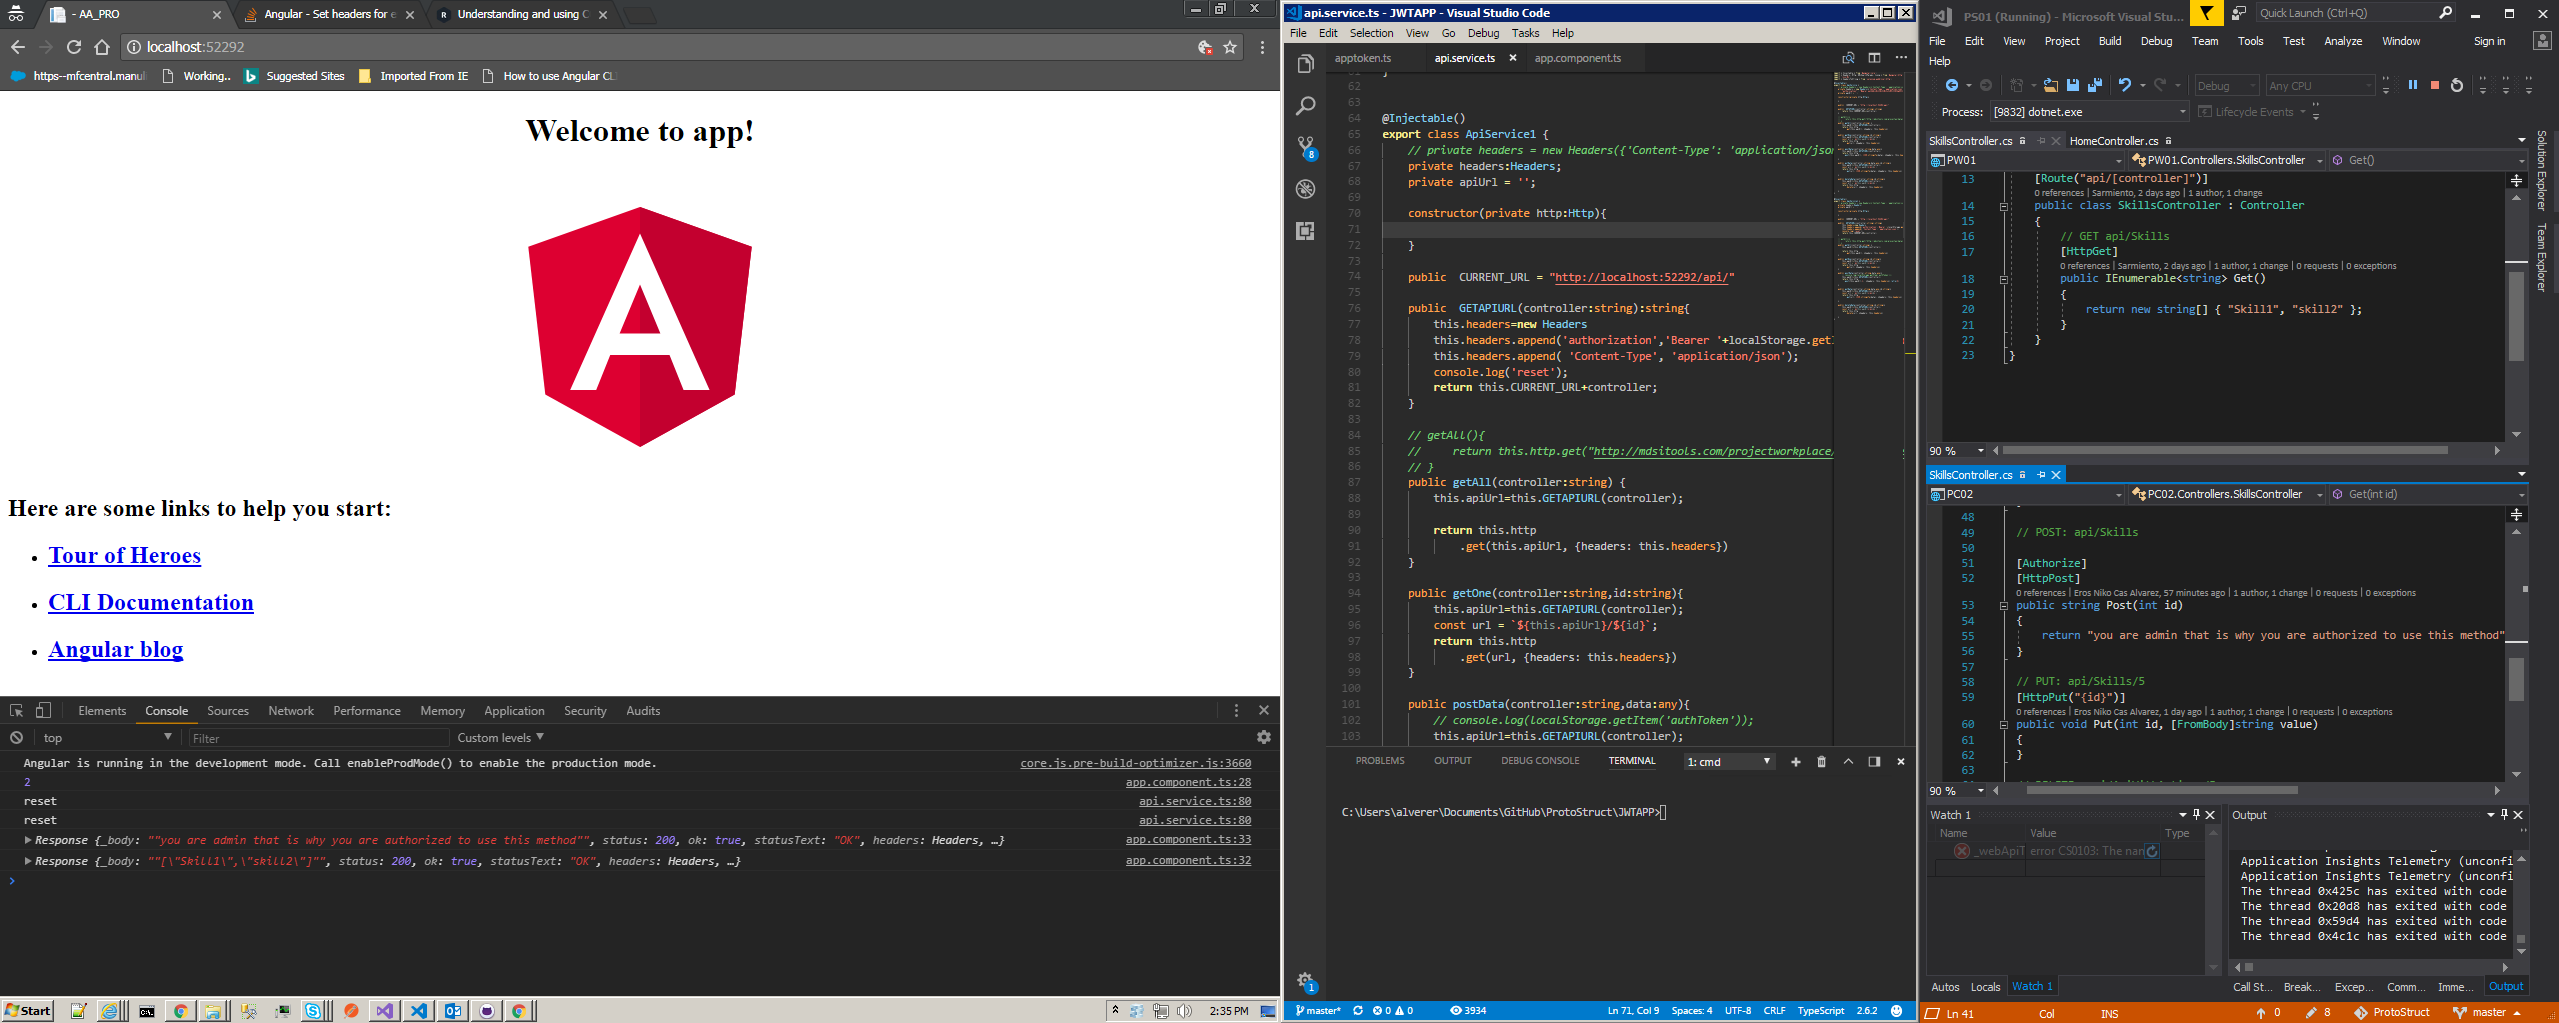 - AA_PRO
Angular - Set headers for e
Understanding and using C
localhost:52292
https--mfcentral.manul
Working..
Suggested Sites
Imported From IE
How to use Angular CLI
Welcome to app!
Here are some links to help you start:
Tour of Heroes
CLI Documentation
Angular blog
Elements Console Sources Network Performance Memory Application Security Audits
top Filter Custom levels
Angular is running in the development mode. Call enableProdMode() to enable the production mode. core.js.pre-build-optimizer.js:3660
2 app.component.ts:28
reset api.service.ts:80
reset api.service.ts:80
Response {_body: ""you are admin that is why you are authorized to use this method"", status: 200, ok: true, statusText: "OK", headers: Headers, …} app.component.ts:33
Response {_body: ""[\"Skill1\",\"skill2\"]"", status: 200, ok: true, statusText: "OK", headers: Headers, …} app.component.ts:32
Start
2:35 PM
api.service.ts - JWTAPP - Visual Studio Code
File Edit Selection View Go Debug Tasks Help
apptoken.ts api.service.ts app.component.ts
62
63
64 @Injectable()
65 export class ApiService1 {
66 // private headers = new Headers({'Content-Type': 'application/json
67 private headers:Headers;
68 private apiUrl = '';
69
70 constructor(private http:Http){
71
72 }
73
74 public CURRENT_URL = "http://localhost:52292/api/"
75
76 public GETAPIURL(controller:string):string{
77 this.headers=new Headers
78 this.headers.append('authorization','Bearer '+localStorage.getI
79 this.headers.append( 'Content-Type', 'application/json');
80 console.log('reset');
81 return this.CURRENT_URL+controller;
82 }
83
84 // getAll(){
85 // return this.http.get("http://mdsitools.com/projectworkplace/
86 // }
87 public getAll(controller:string) {
88 this.apiUrl=this.GETAPIURL(controller);
89
90 return this.http
91 .get(this.apiUrl, {headers: this.headers})
92 }
93
94 public getOne(controller:string,id:string){
95 this.apiUrl=this.GETAPIURL(controller);
96 const url = `${this.apiUrl}/${id}`;
97 return this.http
98 .get(url, {headers: this.headers})
99 }
100
101 public postData(controller:string,data:any){
102 // console.log(localStorage.getItem('authToken'));
103 this.apiUrl=this.GETAPIURL(controller);
PROBLEMS OUTPUT DEBUG CONSOLE TERMINAL 1: cmd
C:\Users\alverer\Documents\GitHub\ProtoStruct\JWTAPP>
master* 0 0 3934 Ln 71, Col 9 Spaces: 4 UTF-8 CRLF TypeScript 2.6.2
PS01 (Running) - Microsoft Visual Stu...
Quick Launch (Ctrl+Q)
File Edit View Project Build Debug Team Tools Test Analyze Window Sign in
Help
Debug Any CPU
Process: [9832] dotnet.exe Lifecycle Events
SkillsController.cs HomeController.cs
PW01 PW01.Controllers.SkillsController Get()
13 [Route("api/[controller]")]
0 references | Sarmiento, 2 days ago | 1 author, 1 change
14 public class SkillsController : Controller
15 {
16 // GET api/Skills
17 [HttpGet]
0 references | Sarmiento, 2 days ago | 1 author, 1 change | 0 requests | 0 exceptions
18 public IEnumerable<string> Get()
19 {
20 return new string[] { "Skill1", "skill2" };
21 }
22 }
23 }
90 %
SkillsController.cs
PC02 PC02.Controllers.SkillsController Get(int id)
48
49 // POST: api/Skills
50
51 [Authorize]
52 [HttpPost]
0 references | Eros Niko Cas Alvarez, 57 minutes ago | 1 author, 1 change | 0 requests | 0 exceptions
53 public string Post(int id)
54 {
55 return "you are admin that is why you are authorized to use this method"
56 }
57
58 // PUT: api/Skills/5
59 [HttpPut("{id}")]
0 references | Eros Niko Cas Alvarez, 1 day ago | 1 author, 1 change | 0 requests | 0 exceptions
60 public void Put(int id, [FromBody]string value)
61 {
62 }
63
90 %
Solution Explorer
Team Explorer
Watch 1
Name Value Type
_webApiT error CS0103: The nan
Autos Locals Watch 1
Output
Application Insights Telemetry (unconfi
Application Insights Telemetry (unconfi
The thread 0x425c has exited with code
The thread 0x20d8 has exited with code
The thread 0x59d4 has exited with code
The thread 0x4c1c has exited with code
Call St... Break... Excep... Comm... Imme... Output
Ln 41 Col INS 0 8 ProtoStruct master